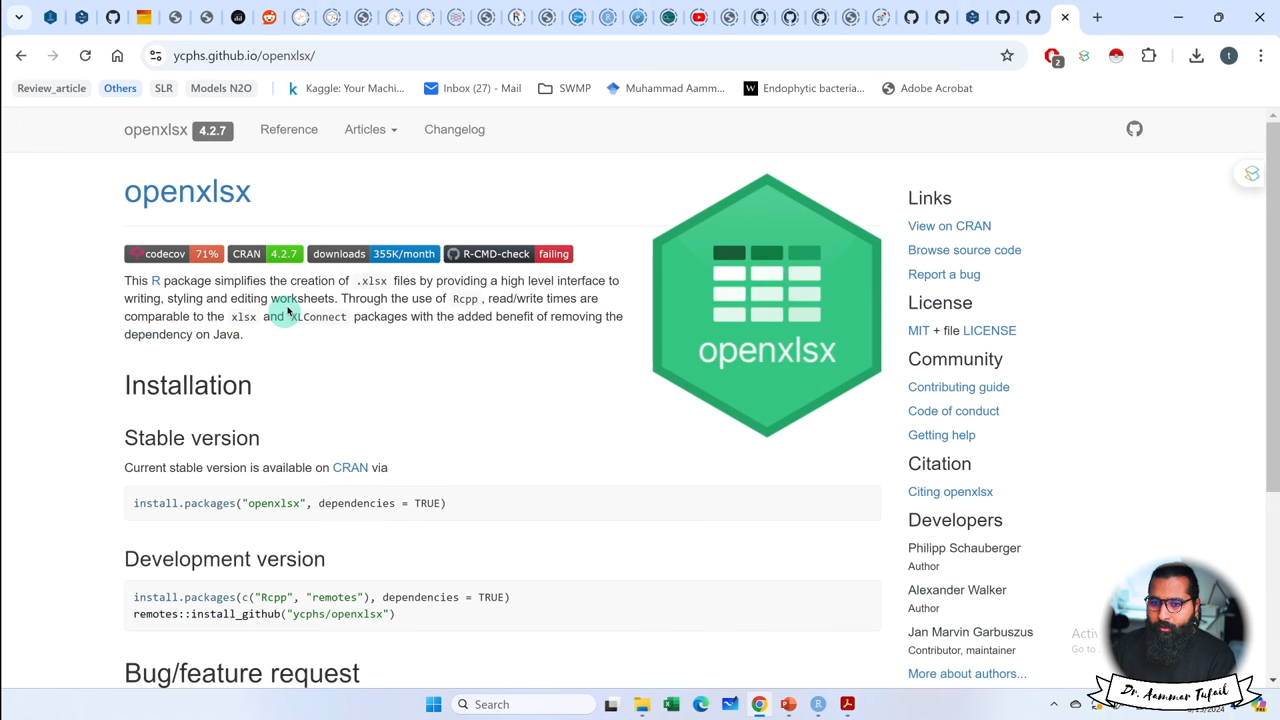 ycphs.github.io/openxlsx/
2
t
Review_article
Others
SLR
Models N2O
Kaggle: Your Machi...
Inbox (27) - Mail
SWMP
Muhammad Aamm...
Endophytic bacteria...
Adobe Acrobat
openxlsx 4.2.7 Reference Articles Changelog
openxlsx
codecov 71% CRAN 4.2.7 downloads 355K/month R-CMD-check failing
This R package simplifies the creation of .xlsx files by providing a high level interface to
writing, styling and editing worksheets. Through the use of Rcpp, read/write times are
comparable to the xlsx and XLConnect packages with the added benefit of removing the
dependency on Java.
openxlsx
Installation
Stable version
Current stable version is available on CRAN via
install.packages("openxlsx", dependencies = TRUE)
Development version
install.packages(c("Rcpp", "remotes"), dependencies = TRUE)
remotes::install_github("ycphs/openxlsx")
Bug/feature request
Links
View on CRAN
Browse source code
Report a bug
License
MIT + file LICENSE
Community
Contributing guide
Code of conduct
Getting help
Citation
Citing openxlsx
Developers
Philipp Schauberger
Author
Alexander Walker
Author
Jan Marvin Garbuszus
Contributor, maintainer
More about authors...
Go to
Search
Dr. Aammar Tufail